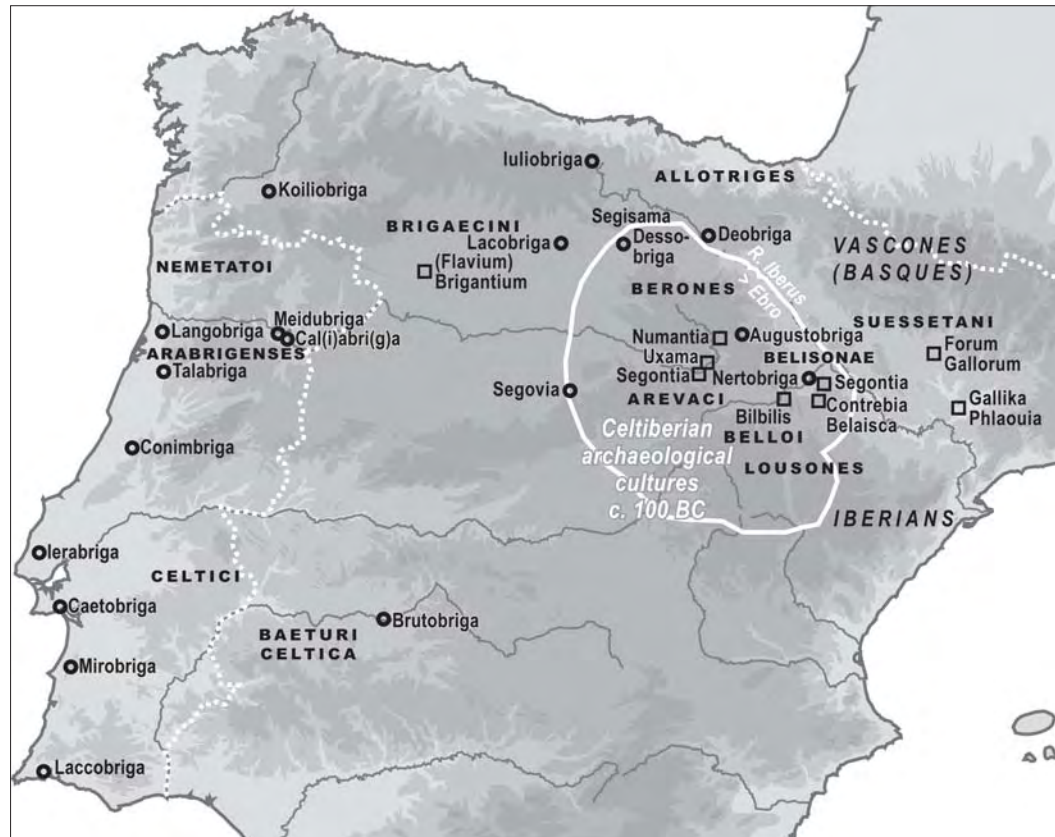 Iuliobriga
ALLOTRIGES
Koiliobriga
Segisama
BRIGAECINI
Lacobriga
Desso-
briga
Deobriga
VASCONES
(BASQUES)
(Flavium)
Brigantium
R. Iberus
> Ebro
NEMETATOI
BERONES
SUESSETANI
Langobriga
Meidubriga
Cal(i)abri(g)a
ARABRIGENSES
Talabriga
Numantia
Augustobriga
Uxama
BELISONAE
Forum
Gallorum
Segontia
Nertobriga
Segontia
Segovia
AREVACI
Bilbilis
Contrebia
Belaisca
Gallika
Phlaouia
Conimbriga
BELLOI
Celtiberian
archaeological
cultures
c. 100 BC
LOUSONES
IBERIANS
Ierabriga
CELTICI
Caetobriga
Brutobriga
BAETURI
CELTICA
Mirobriga
Laccobriga